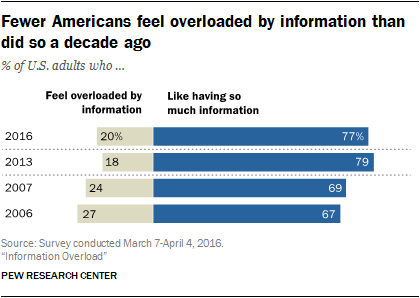 Fewer Americans feel overloaded by information than
did so a decade ago
% of U.S. adults who ...
Feel overloaded by information
Like having so much information
2016 20% 77%
2013 18 79
2007 24 69
2006 27 67
Source: Survey conducted March 7-April 4, 2016.
"Information Overload"
PEW RESEARCH CENTER